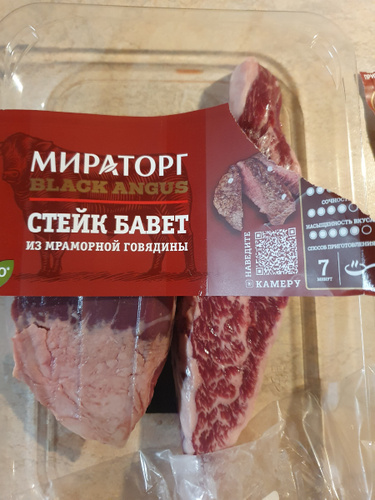 МИРАТОРГ
BLACK ANGUS
СТЕЙК БАВЕТ
ИЗ МРАМОРНОЙ ГОВЯДИНЫ
СОЧНОСТЬ
НАСЫЩЕННОСТЬ ВКУСА
СПОСОБ ПРИГОТОВЛЕНИЯ
7
МИНУТ
НАВЕДИТЕ
КАМЕРУ